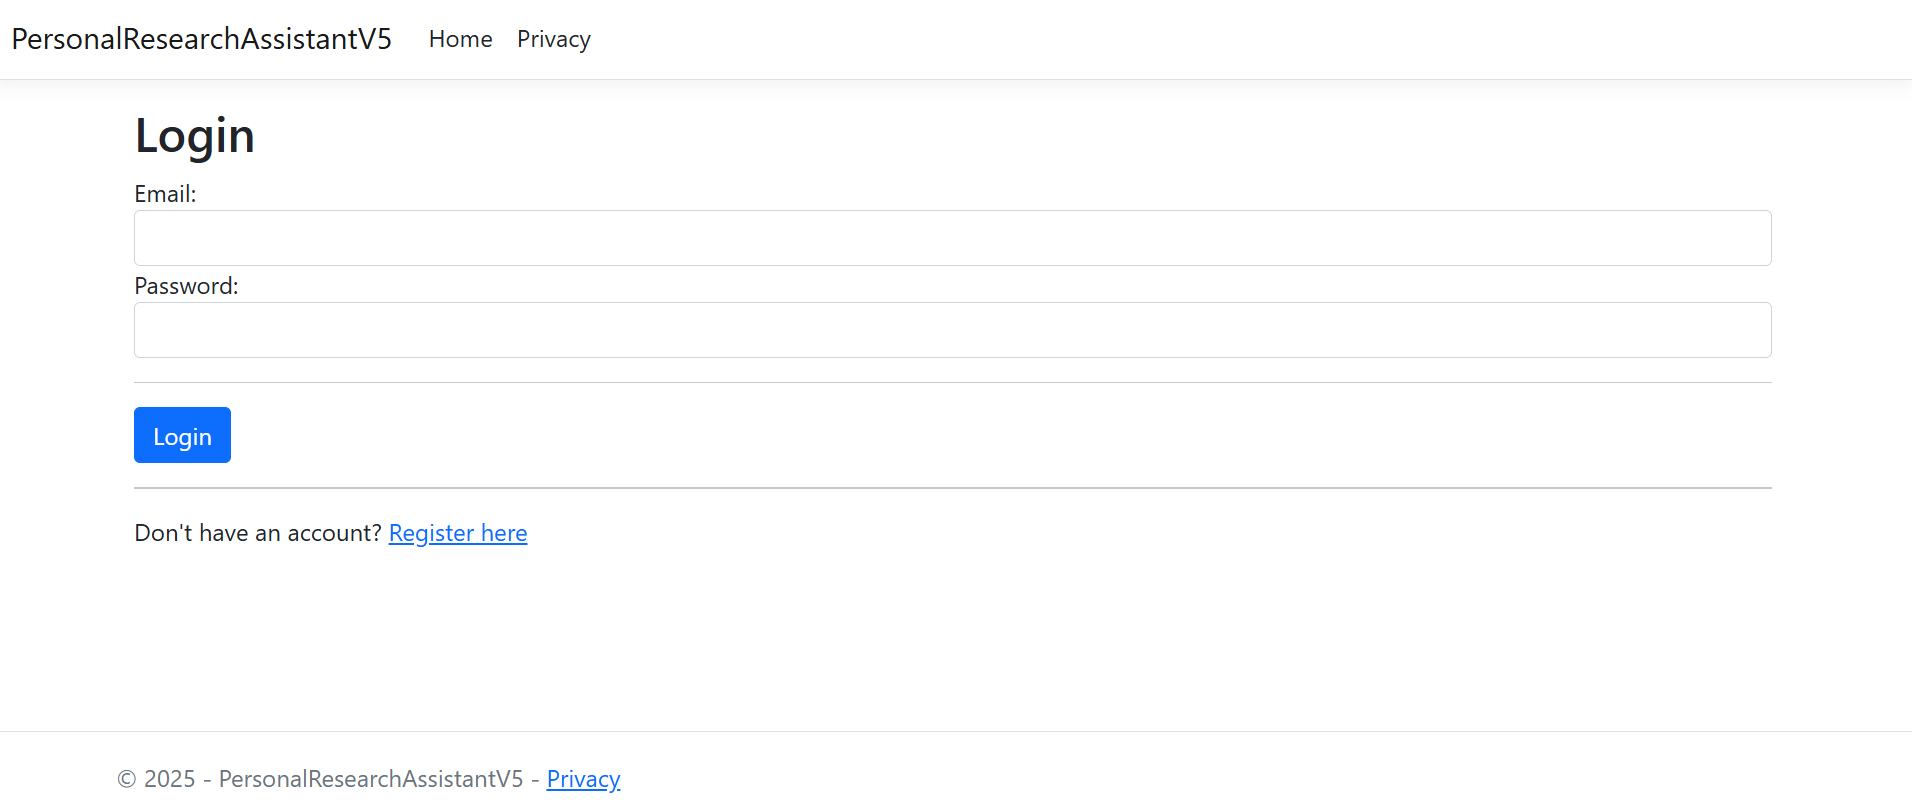 PersonalResearchAssistantV5 Home Privacy
Login
Email:
Password:
Login
Don't have an account? Register here
© 2025 - PersonalResearchAssistantV5 - Privacy